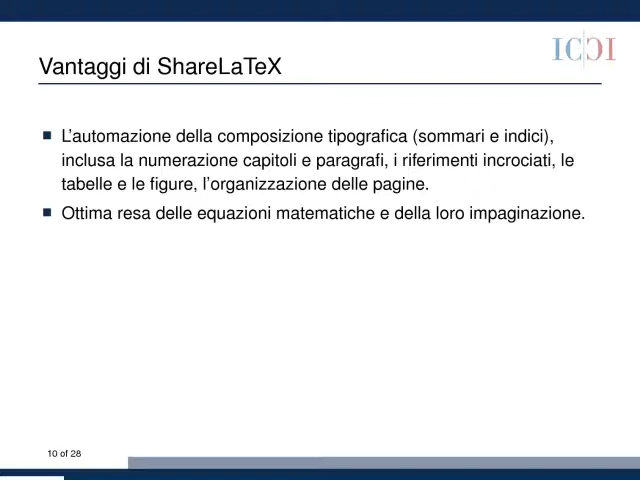 ICCI
Vantaggi di ShareLaTeX
L'automazione della composizione tipografica (sommari e indici),
inclusa la numerazione capitoli e paragrafi, i riferimenti incrociati, le
tabelle e le figure, l'organizzazione delle pagine.
Ottima resa delle equazioni matematiche e della loro impaginazione.
10 of 28